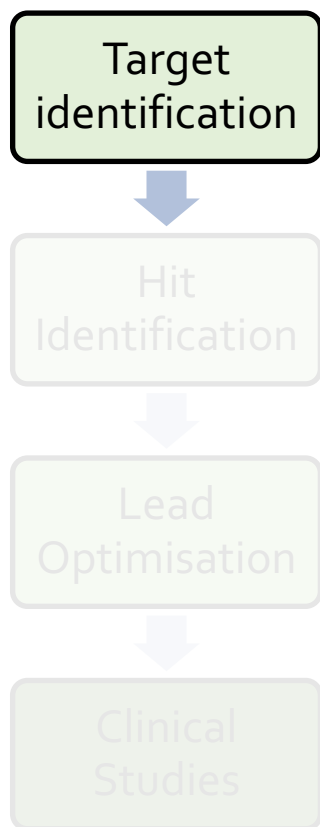 Target
identification
Hit
Identification
Lead
Optimisation
Clinical
Studies